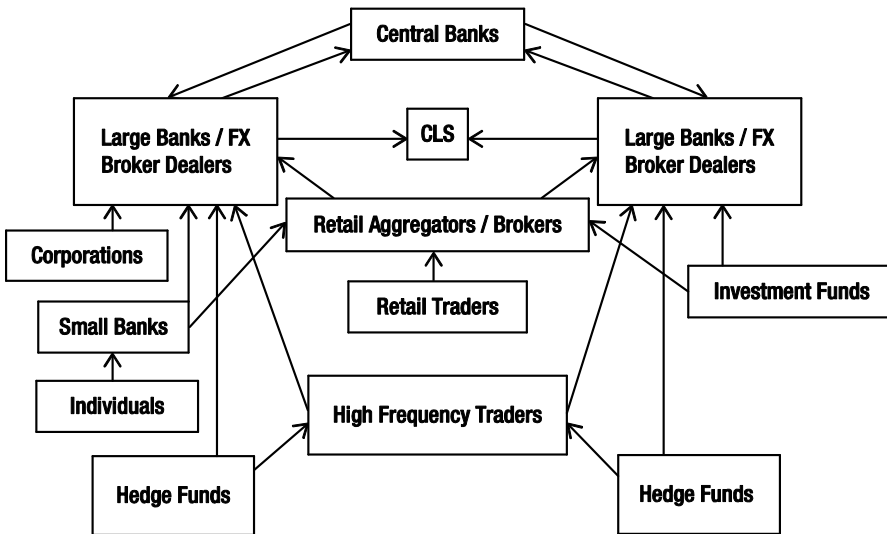 Central Banks
Large Banks / FX
Broker Dealers
CLS
Large Banks / FX
Broker Dealers
Retail Aggregators / Brokers
Corporations
Retail Traders
Investment Funds
Small Banks
Individuals
High Frequency Traders
Hedge Funds
Hedge Funds